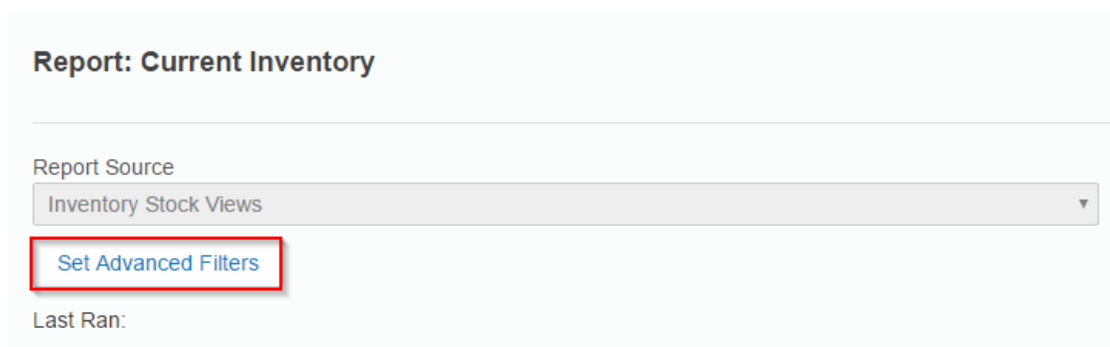 Report: Current Inventory
Report Source
Inventory Stock Views
Set Advanced Filters
Last Ran: